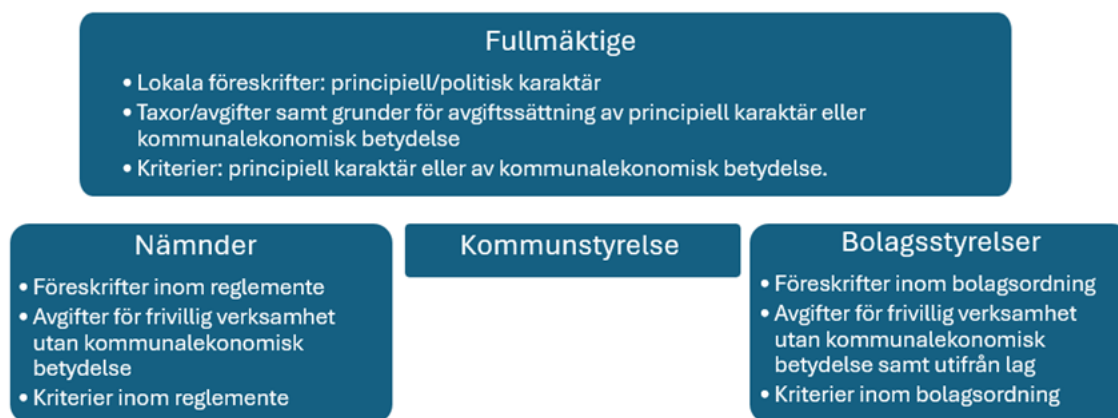 Fullmäktige
• Lokala föreskrifter: principiell/politisk karaktär
• Taxor/avgifter samt grunder för avgiftssättning av principiell karaktär eller
kommunalekonomisk betydelse
• Kriterier: principiell karaktär eller av kommunalekonomisk betydelse.
Nämnder
• Föreskrifter inom reglemente
• Avgifter för frivillig verksamhet
utan kommunalekonomisk
betydelse
• Kriterier inom reglemente
Kommunstyrelse
Bolagsstyrelser
• Föreskrifter inom bolagsordning
• Avgifter för frivillig verksamhet
utan kommunalekonomisk
betydelse samt utifrån lag
• Kriterier inom bolagsordning